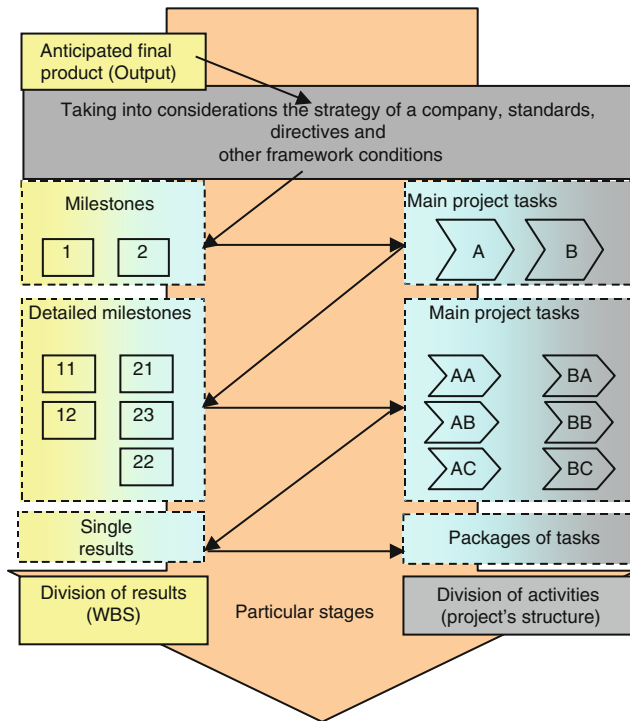 Anticipated final
product (Output)
Taking into considerations the strategy of a company, standards,
directives and
other framework conditions
Milestones
1
2
Main project tasks
A
B
Detailed milestones
11
21
12
23
22
Main project tasks
AA
BA
AB
BB
AC
BC
Single
results
Packages of tasks
Division of results
(WBS)
Particular stages
Division of activities
(project's structure)